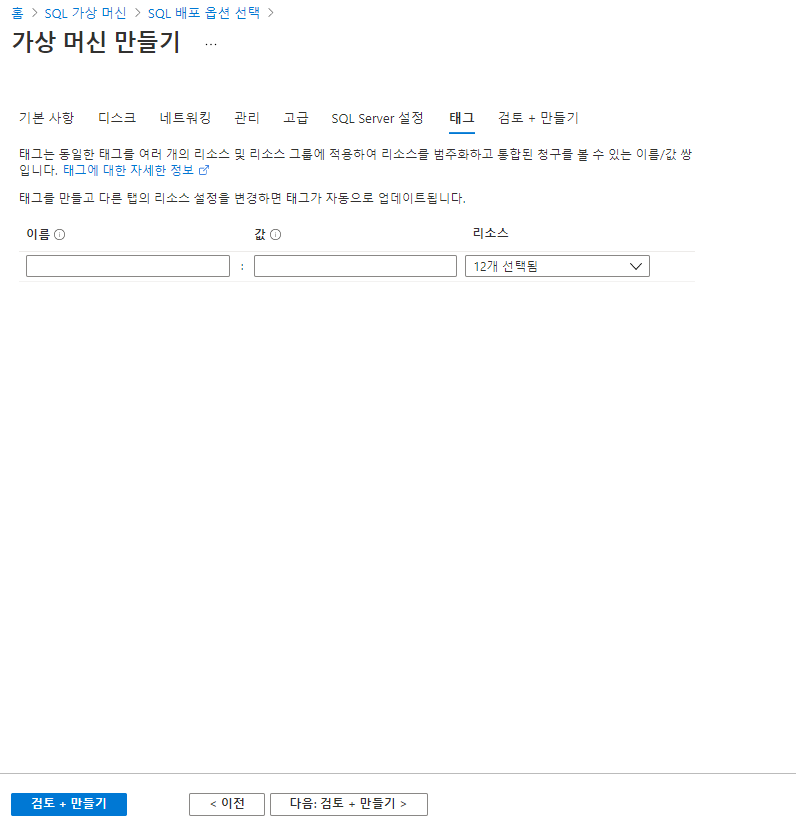 홈 > SQL 가상 머신 > SQL 배포 옵션 선택 >
가상 머신 만들기 ...
기본 사항 디스크 네트워킹 관리 고급 SQL Server 설정 태그 검토 + 만들기
태그는 동일한 태그를 여러 개의 리소스 및 리소스 그룹에 적용하여 리소스를 범주화하고 통합된 청구를 볼 수 있는 이름/값 쌍
입니다. 태그에 대한 자세한 정보
태그를 만들고 다른 탭의 리소스 설정을 변경하면 태그가 자동으로 업데이트됩니다.
이름 값 리소스
: 12개 선택됨
검토 + 만들기 < 이전 다음: 검토 + 만들기 >